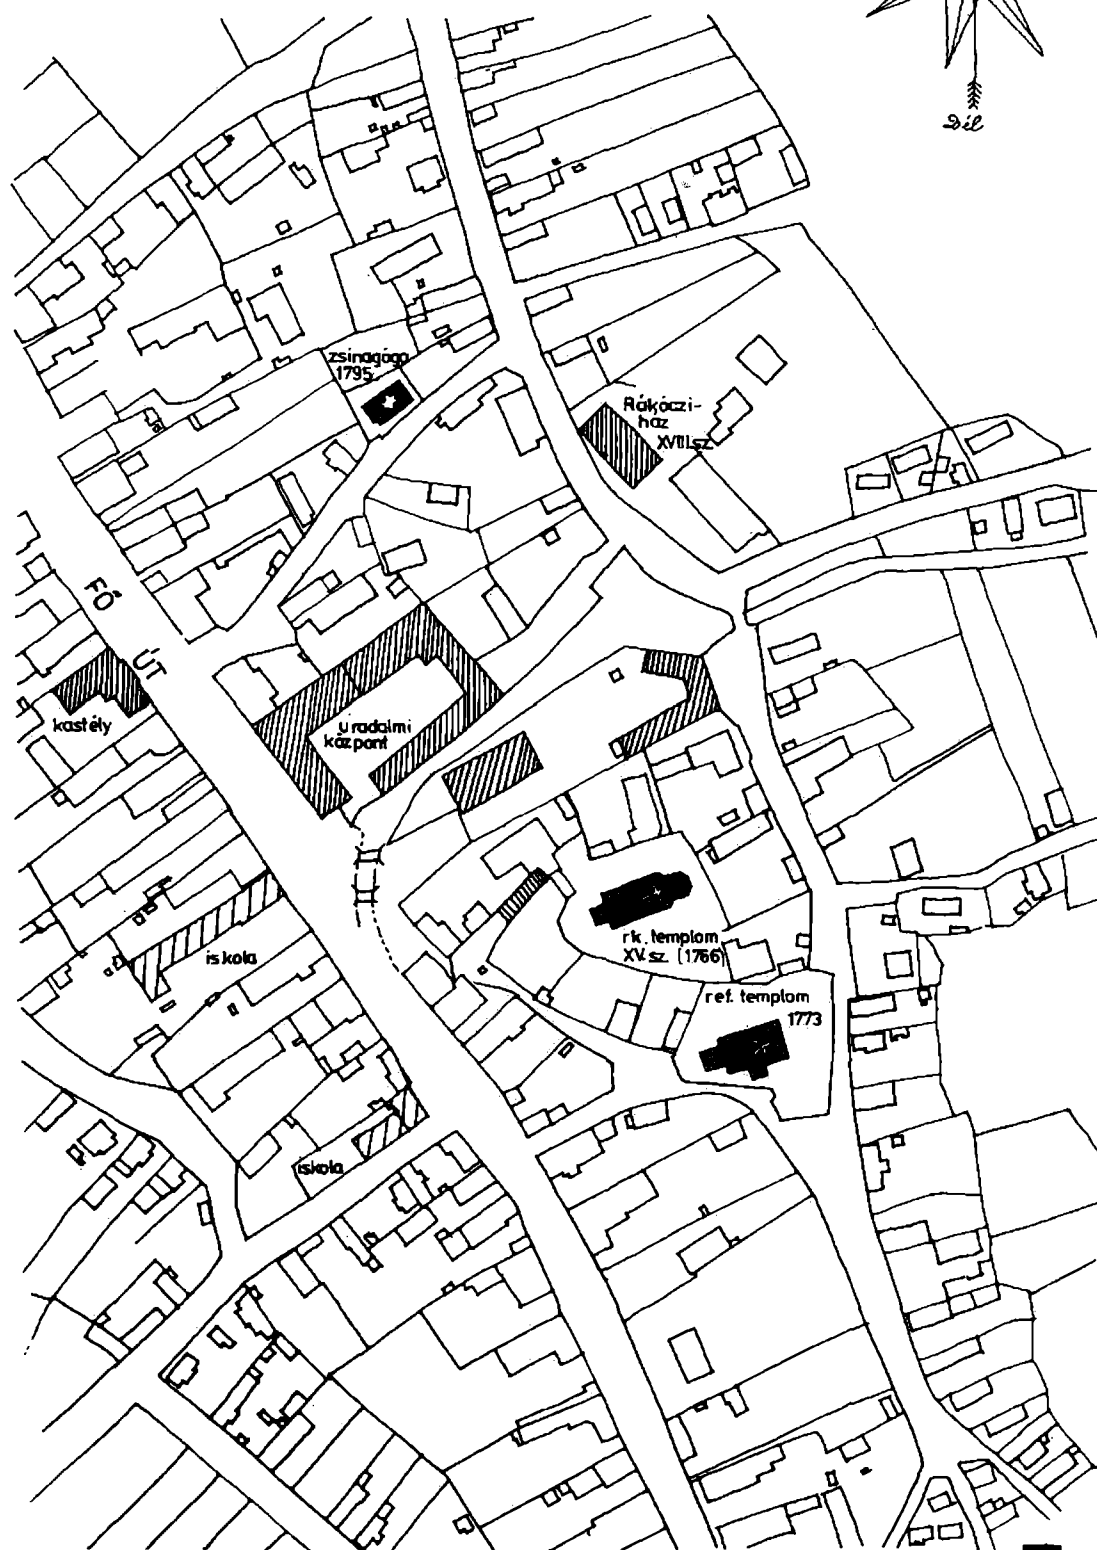 Dél
zsinagóga
1795.
Rákóczi-
ház
XVIII.sz.
FŐ
ÚT
kastély
uradalmi
központ
iskola
rk. templom
XV. sz. (1766)
ref. templom
1773
iskola